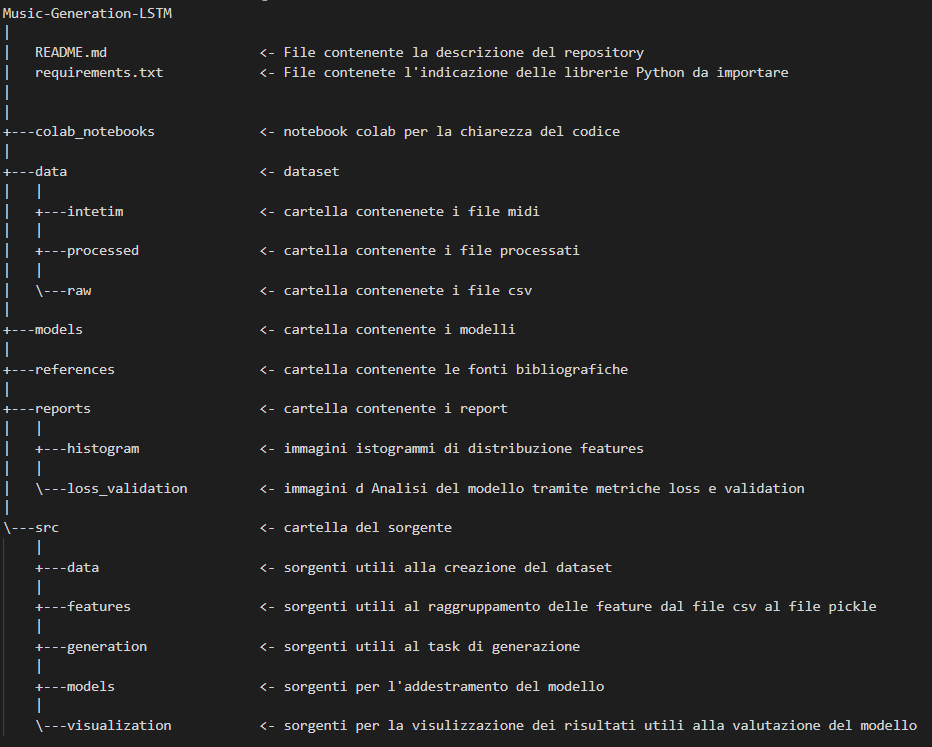 Music-Generation-LSTM
|
|   README.md                   <- File contenente la descrizione del repository
|   requirements.txt            <- File contenete l'indicazione delle librerie Python da importare
|
|
+---colab_notebooks             <- notebook colab per la chiarezza del codice
|
+---data                        <- dataset
|   |
|   +---intetim                 <- cartella contenenete i file midi
|   |
|   +---processed               <- cartella contenente i file processati
|   |
|   \---raw                     <- cartella contenenete i file csv
|
+---models                      <- cartella contenente i modelli
|
+---references                  <- cartella contenente le fonti bibliografiche
|
+---reports                     <- cartella contenente i report
|   |
|   +---histogram               <- immagini istogrammi di distribuzione features
|   |
|   \---loss_validation         <- immagini d Analisi del modello tramite metriche loss e validation
|
\---src                         <- cartella del sorgente
    |
    +---data                    <- sorgenti utili alla creazione del dataset
    |
    +---features                <- sorgenti utili al raggruppamento delle feature dal file csv al file pickle
    |
    +---generation              <- sorgenti utili al task di generazione
    |
    +---models                  <- sorgenti per l'addestramento del modello
    |
    \---visualization           <- sorgenti per la visulizzazione dei risultati utili alla valutazione del modello